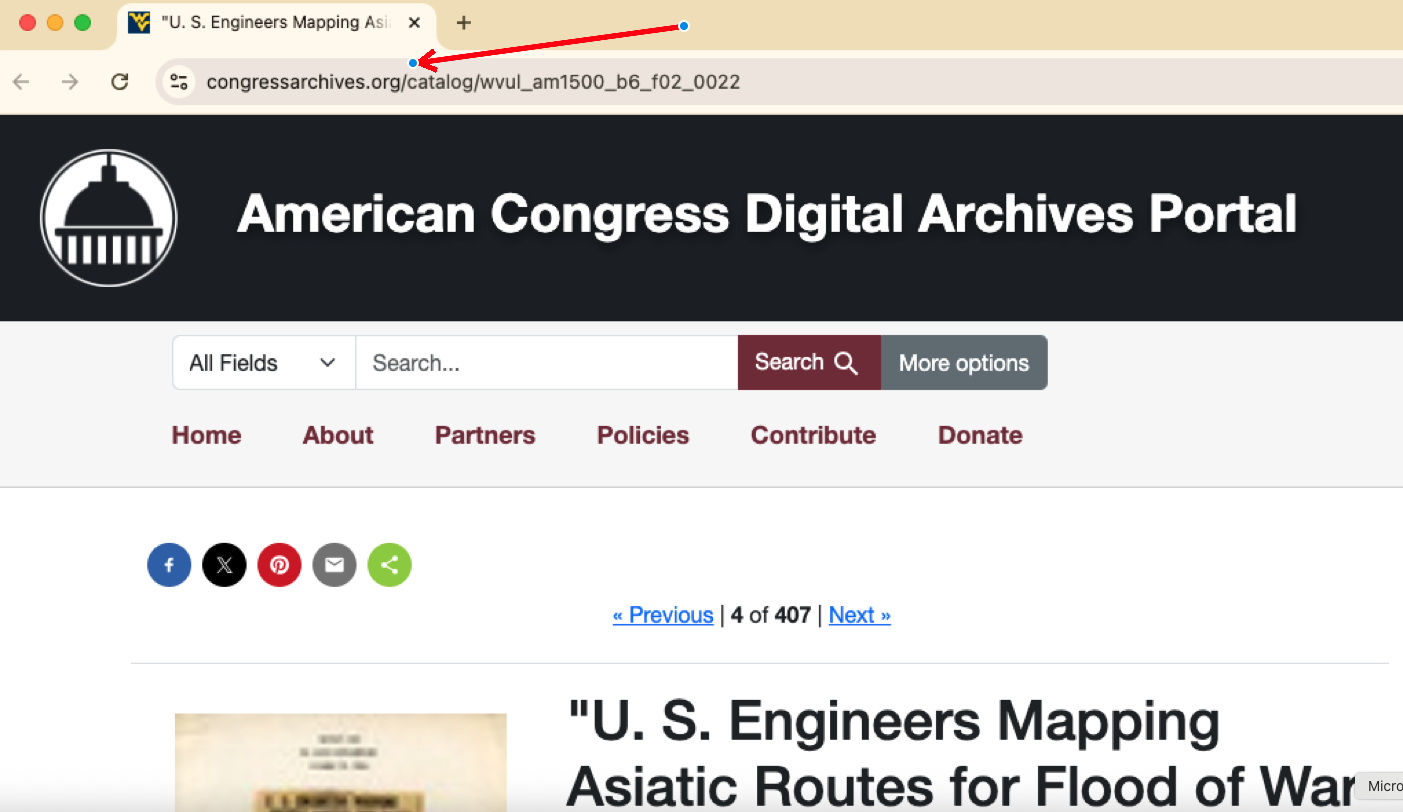 "U. S. Engineers Mapping Asi
congressarchives.org/catalog/wvul_am1500_b6_f02_0022
American Congress Digital Archives Portal
All Fields Search... Search More options
Home About Partners Policies Contribute Donate
« Previous | 4 of 407 | Next »
"U. S. Engineers Mapping
Asiatic Routes for Flood of War
Micro